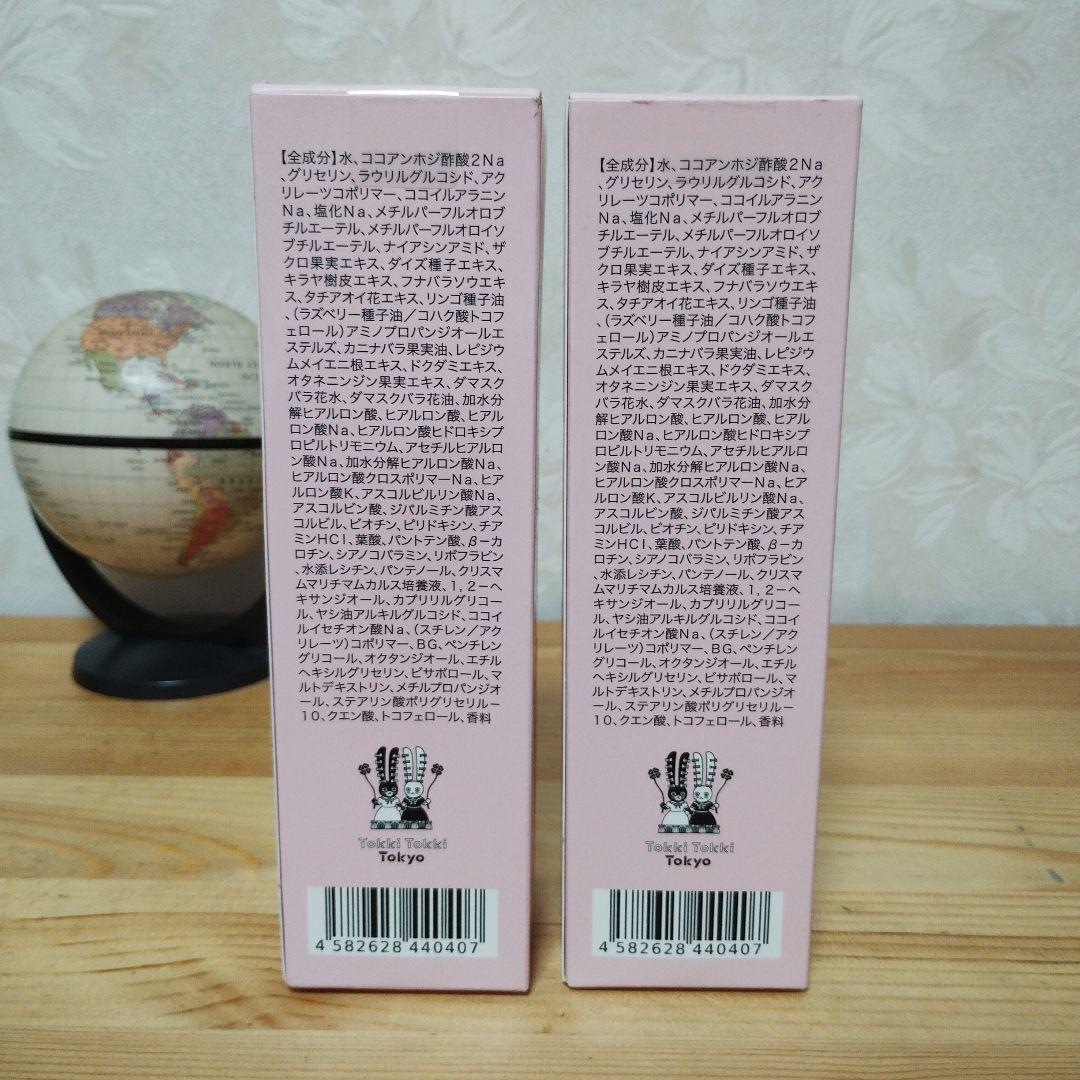 【全成分】水、ココアンホジ酢酸2Na
、グリセリン、ラウリルグルコシド、アク
リレーツコポリマー、ココイルアラニン
Na、塩化Na、メチルパーフルオロブ
チルエーテル、メチルパーフルオロイソ
ブチルエーテル、ナイアシンアミド、ザ
クロ果実エキス、ダイズ種子エキス、
キラヤ樹皮エキス、フナバラソウエキ
ス、タチアオイ花エキス、リンゴ種子油
、(ラズベリー種子油/コハク酸トコフ
ェロール)アミノプロパンジオールエ
ステルズ、カニナバラ果実油、レピジウ
ムメイエニ根エキス、ドクダミエキス、
オタネニンジン果実エキス、ダマスク
バラ花水、ダマスクバラ花油、加水分
解ヒアルロン酸、ヒアルロン酸、ヒアル
ロン酸Na、ヒアルロン酸ヒドロキシプ
ロピルトリモニウム、アセチルヒアルロ
ン酸Na、加水分解ヒアルロン酸Na、
ヒアルロン酸クロスポリマーNa、ヒア
ルロン酸K、アスコルビルリン酸Na、
アスコルビン酸、ジパルミチン酸アス
コルビル、ビオチン、ピリドキシン、チア
ミンHCl、葉酸、パントテン酸、β-カ
ロチン、シアノコバラミン、リボフラビン
、水添レシチン、パンテノール、クリスマ
ムマリチマムカルス培養液、1,2-ヘ
キサンジオール、カプリリルグリコー
ル、ヤシ油アルキルグルコシド、ココイ
ルイセチオン酸Na、(スチレン/アク
リレーツ)コポリマー、BG、ペンチレン
グリコール、オクタンジオール、エチル
ヘキシルグリセリン、ビサボロール、マ
ルトデキストリン、メチルプロパンジオ
ール、ステアリン酸ポリグリセリル-
10、クエン酸、トコフェロール、香料
Tokki Tokki
Tokyo
4 582628 440407
【全成分】水、ココアンホジ酢酸2Na
、グリセリン、ラウリルグルコシド、アク
リレーツコポリマー、ココイルアラニン
Na、塩化Na、メチルパーフルオロブ
チルエーテル、メチルパーフルオロイソ
ブチルエーテル、ナイアシンアミド、ザ
クロ果実エキス、ダイズ種子エキス、
キラヤ樹皮エキス、フナバラソウエキ
ス、タチアオイ花エキス、リンゴ種子油
、(ラズベリー種子油/コハク酸トコフ
ェロール)アミノプロパンジオールエ
ステルズ、カニナバラ果実油、レピジウ
ムメイエニ根エキス、ドクダミエキス、
オタネニンジン果実エキス、ダマスク
バラ花水、ダマスクバラ花油、加水分
解ヒアルロン酸、ヒアルロン酸、ヒアル
ロン酸Na、ヒアルロン酸ヒドロキシプ
ロピルトリモニウム、アセチルヒアルロ
ン酸Na、加水分解ヒアルロン酸Na、
ヒアルロン酸クロスポリマーNa、ヒア
ルロン酸K、アスコルビルリン酸Na、
アスコルビン酸、ジパルミチン酸アス
コルビル、ビオチン、ピリドキシン、チア
ミンHCl、葉酸、パントテン酸、β-カ
ロチン、シアノコバラミン、リボフラビン
、水添レシチン、パンテノール、クリスマ
ムマリチマムカルス培養液、1,2-ヘ
キサンジオール、カプリリルグリコー
ル、ヤシ油アルキルグルコシド、ココイ
ルイセチオン酸Na、(スチレン/アク
リレーツ)コポリマー、BG、ペンチレン
グリコール、オクタンジオール、エチル
ヘキシルグリセリン、ビサボロール、マ
ルトデキストリン、メチルプロパンジオ
ール、ステアリン酸ポリグリセリル-
10、クエン酸、トコフェロール、香料
Tokki Tokki
Tokyo
4 582628 440407